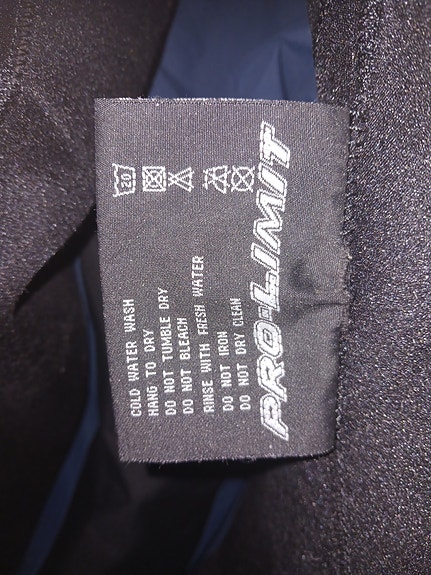 PRO-LIMIT
20
COLD WATER WASH
HANG TO DRY
DO NOT TUMBLE DRY
DO NOT BLEACH
RINSE WITH FRESH WATER
DO NOT IRON
DO NOT DRY CLEAN